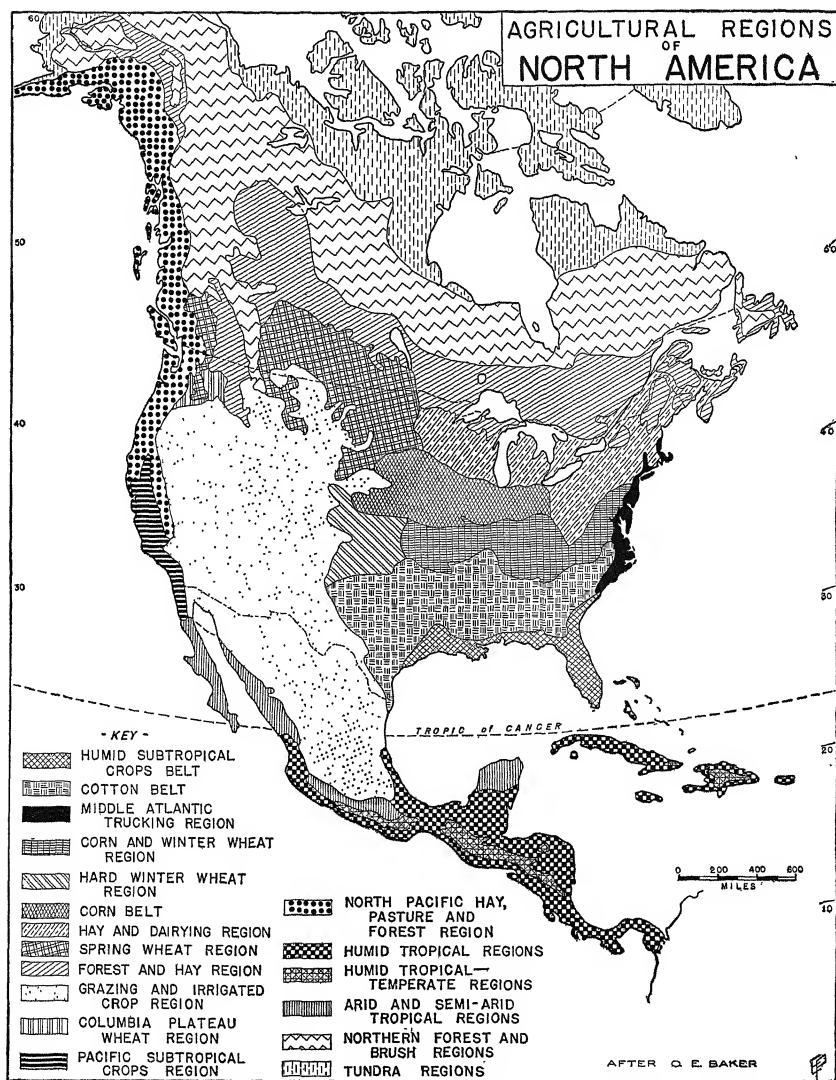 AGRICULTURAL REGIONS
OF
NORTH AMERICA
60
50
60
40
40
30
30
TROPIC of CANCER
20
10
- KEY -
HUMID SUBTROPICAL
CROPS BELT
COTTON BELT
MIDDLE ATLANTIC
TRUCKING REGION
CORN AND WINTER WHEAT
REGION
HARD WINTER WHEAT
REGION
CORN BELT
HAY AND DAIRYING REGION
SPRING WHEAT REGION
FOREST AND HAY REGION
GRAZING AND IRRIGATED
CROP REGION
COLUMBIA PLATEAU
WHEAT REGION
PACIFIC SUBTROPICAL
CROPS REGION
NORTH PACIFIC HAY,
PASTURE AND
FOREST REGION
HUMID TROPICAL REGIONS
HUMID TROPICAL—
TEMPERATE REGIONS
ARID AND SEMI-ARID
TROPICAL REGIONS
NORTHERN FOREST AND
BRUSH REGIONS
TUNDRA REGIONS
0 200 400 600
MILES
AFTER O. E. BAKER